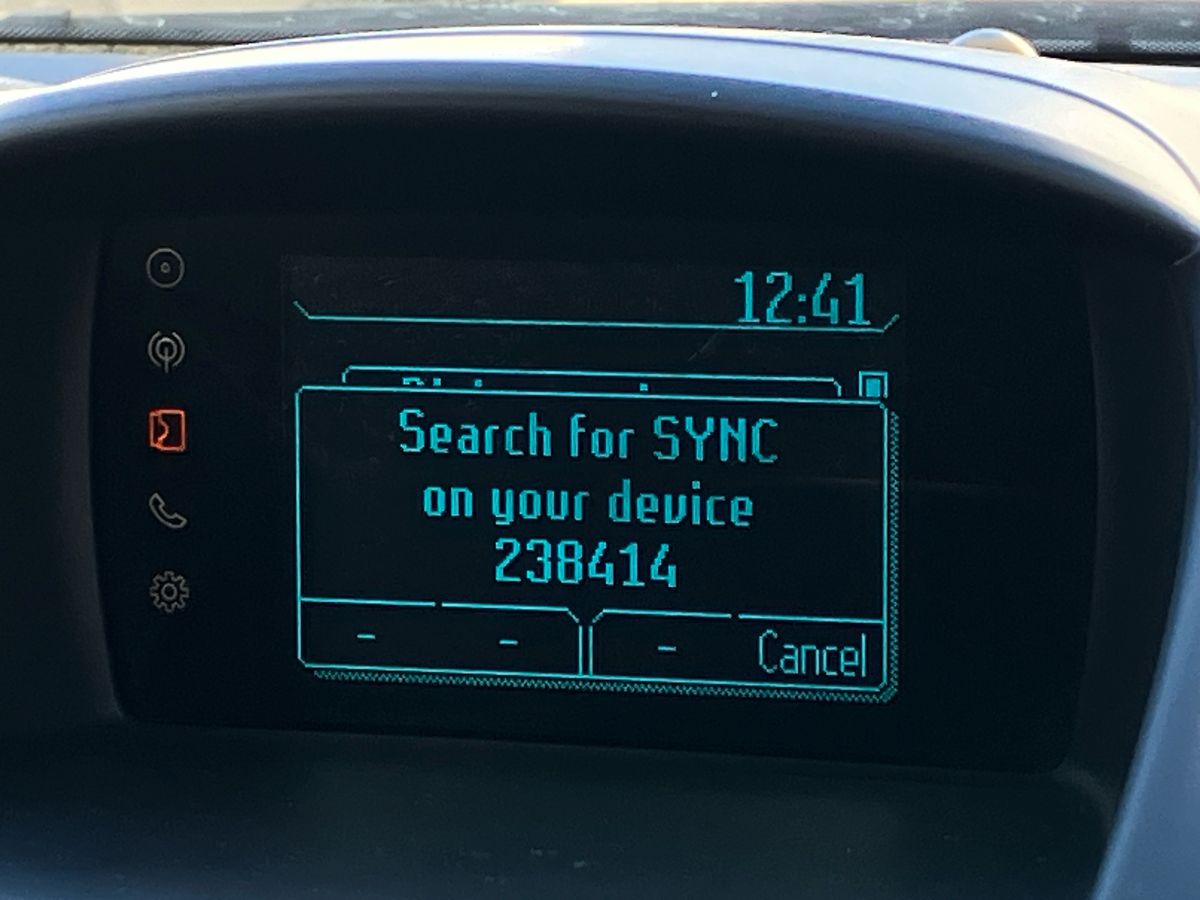 12:41
Search for SYNC
on your device
238414
- - - Cancel